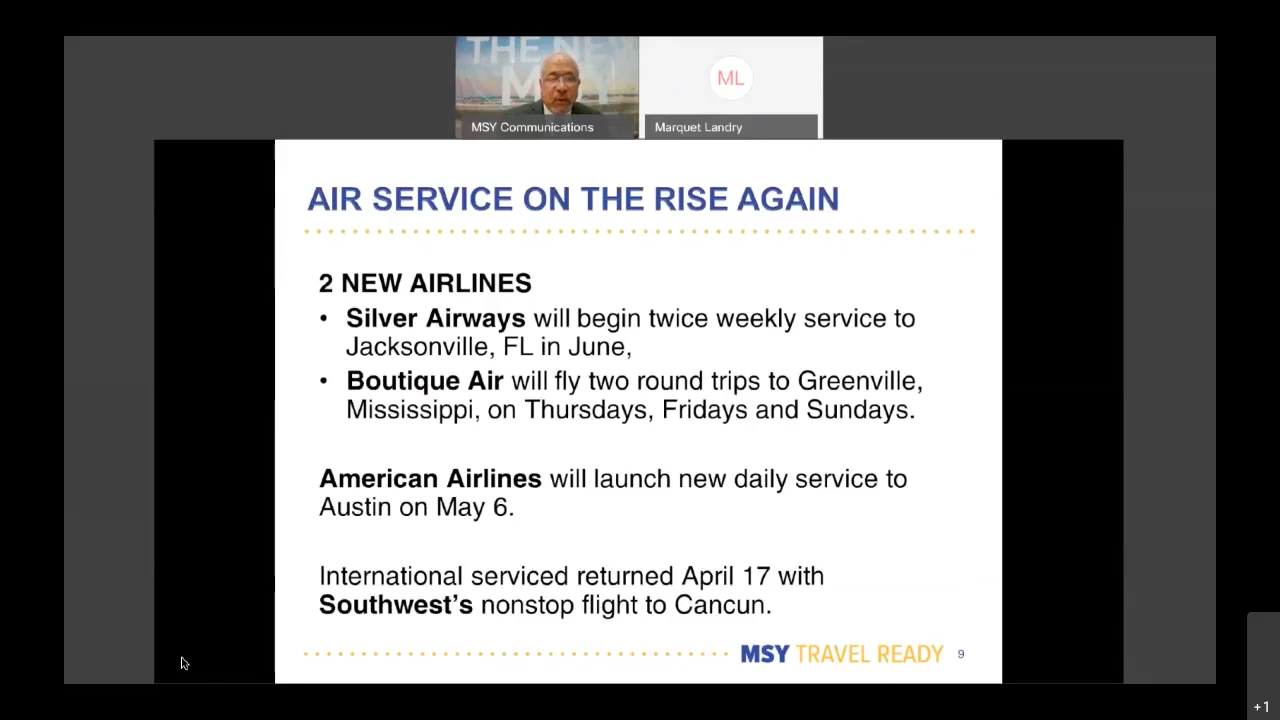 THE NEW
MSY
ML
MSY Communications
Marquet Landry
AIR SERVICE ON THE RISE AGAIN
2 NEW AIRLINES
• Silver Airways will begin twice weekly service to
Jacksonville, FL in June,
• Boutique Air will fly two round trips to Greenville,
Mississippi, on Thursdays, Fridays and Sundays.
American Airlines will launch new daily service to
Austin on May 6.
International serviced returned April 17 with
Southwest's nonstop flight to Cancun.
MSY TRAVEL READY 9
+1